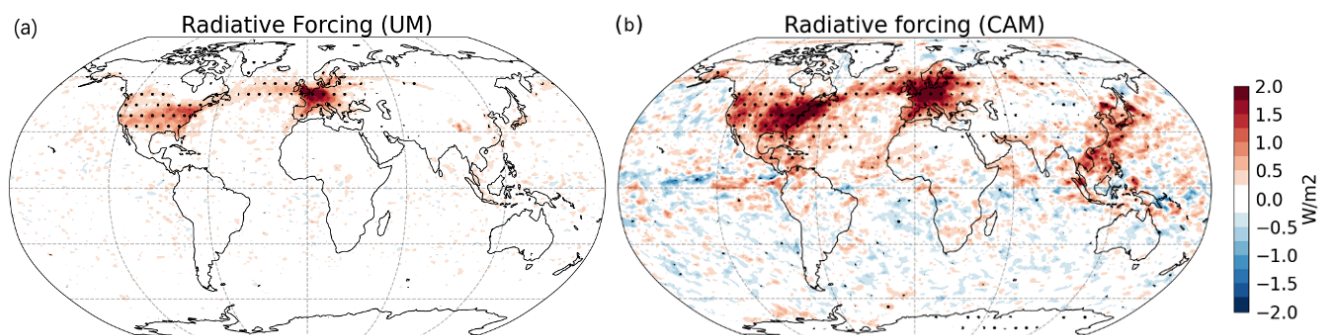 (a)
Radiative Forcing (UM)
(b)
Radiative forcing (CAM)
2.0
1.5
1.0
0.5
0.0
−0.5
−1.0
−1.5
−2.0
W/m2